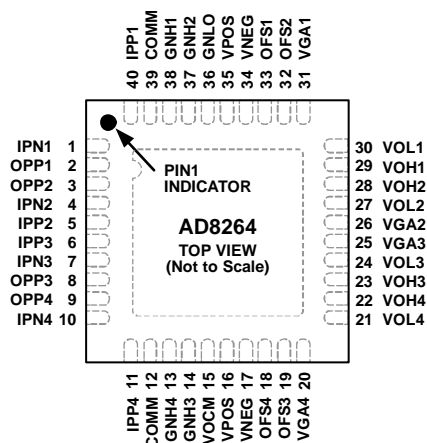 40 IPP1
39 COMM
38 GNH1
37 GNH2
36 GNLO
35 VPOS
34 VNEG
33 OFS1
32 OFS2
31 VGA1
IPN1 1
OPP1 2
OPP2 3
IPN2 4
IPP2 5
IPP3 6
IPN3 7
OPP3 8
OPP4 9
IPN4 10
PIN1
INDICATOR
AD8264
TOP VIEW
(Not to Scale)
30 VOL1
29 VOH1
28 VOH2
27 VOL2
26 VGA2
25 VGA3
24 VOL3
23 VOH3
22 VOH4
21 VOL4
IPP4 11
COMM 12
GNH4 13
GNH3 14
VOCM 15
VPOS 16
VNEG 17
OFS4 18
OFS3 19
VGA4 20